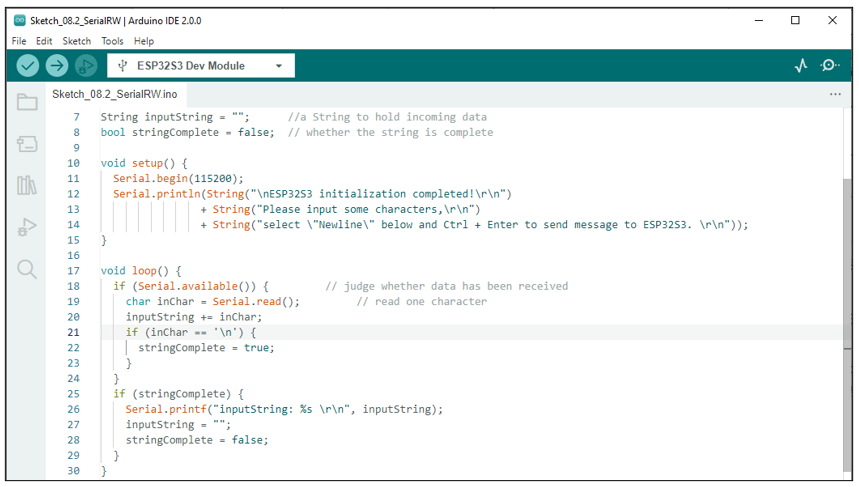 Sketch_08.2_SerialRW | Arduino IDE 2.0.0
File Edit Sketch Tools Help
ESP32S3 Dev Module
Sketch_08.2_SerialRW.ino
7 String inputString = "";      //a String to hold incoming data
8 bool stringComplete = false;  // whether the string is complete
9
10 void setup() {
11   Serial.begin(115200);
12   Serial.println(String("\nESP32S3 initialization completed!\r\n")
13                 + String("Please input some characters,\r\n")
14                 + String("select \"Newline\" below and Ctrl + Enter to send message to ESP32S3. \r\n"));
15 }
16
17 void loop() {
18   if (Serial.available()) {         // judge whether data has been received
19     char inChar = Serial.read();         // read one character
20     inputString += inChar;
21     if (inChar == '\n') {
22       stringComplete = true;
23     }
24   }
25   if (stringComplete) {
26     Serial.printf("inputString: %s \r\n", inputString);
27     inputString = "";
28     stringComplete = false;
29   }
30 }